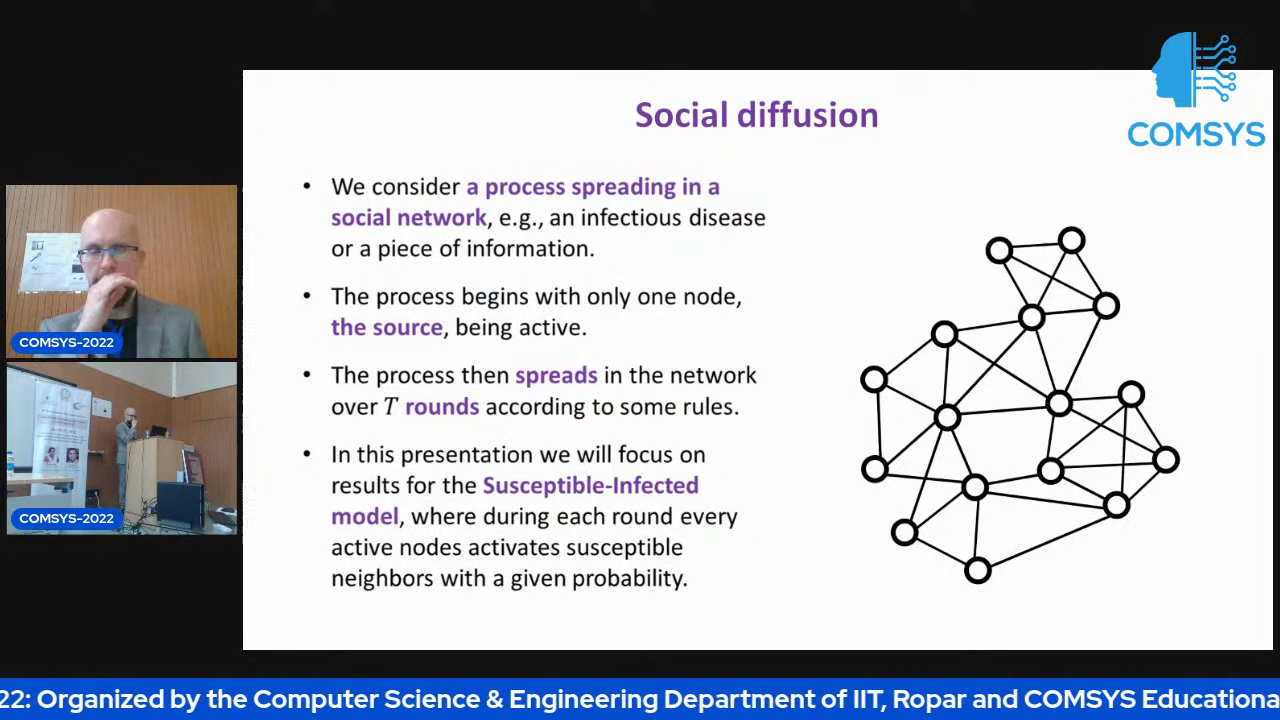 Social diffusion
COMSYS
• We consider a process spreading in a
social network, e.g., an infectious disease
or a piece of information.
• The process begins with only one node,
the source, being active.
• The process then spreads in the network
over T rounds according to some rules.
• In this presentation we will focus on
results for the Susceptible-Infected
model, where during each round every
active nodes activates susceptible
neighbors with a given probability.
COMSYS-2022
COMSYS-2022
22: Organized by the Computer Science & Engineering Department of IIT, Ropar and COMSYS Educationa